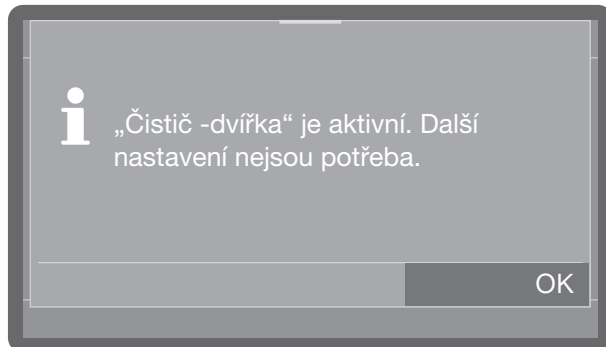 „Čistič -dvířka“ je aktivní. Další
nastavení nejsou potřeba.
OK